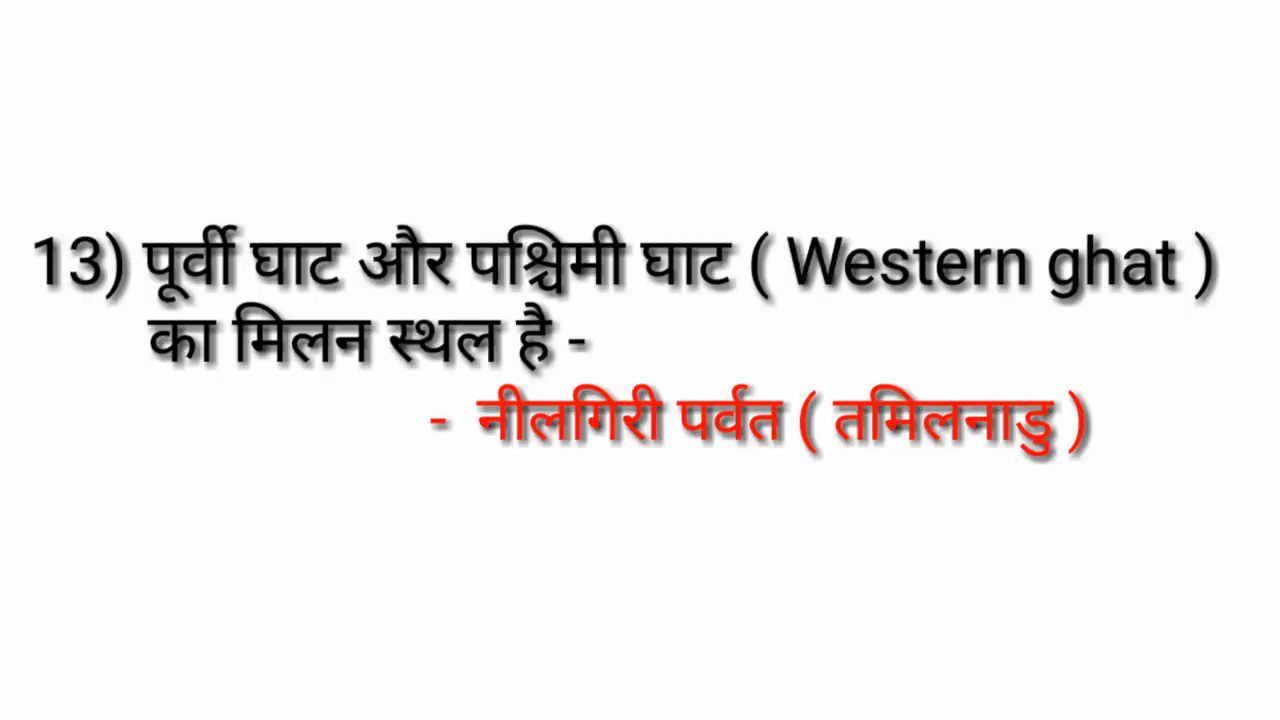 13) पूर्वी घाट और पश्चिमी घाट ( Western ghat )
का मिलन स्थल है -
- नीलगिरी पर्वत ( तमिलनाडु )